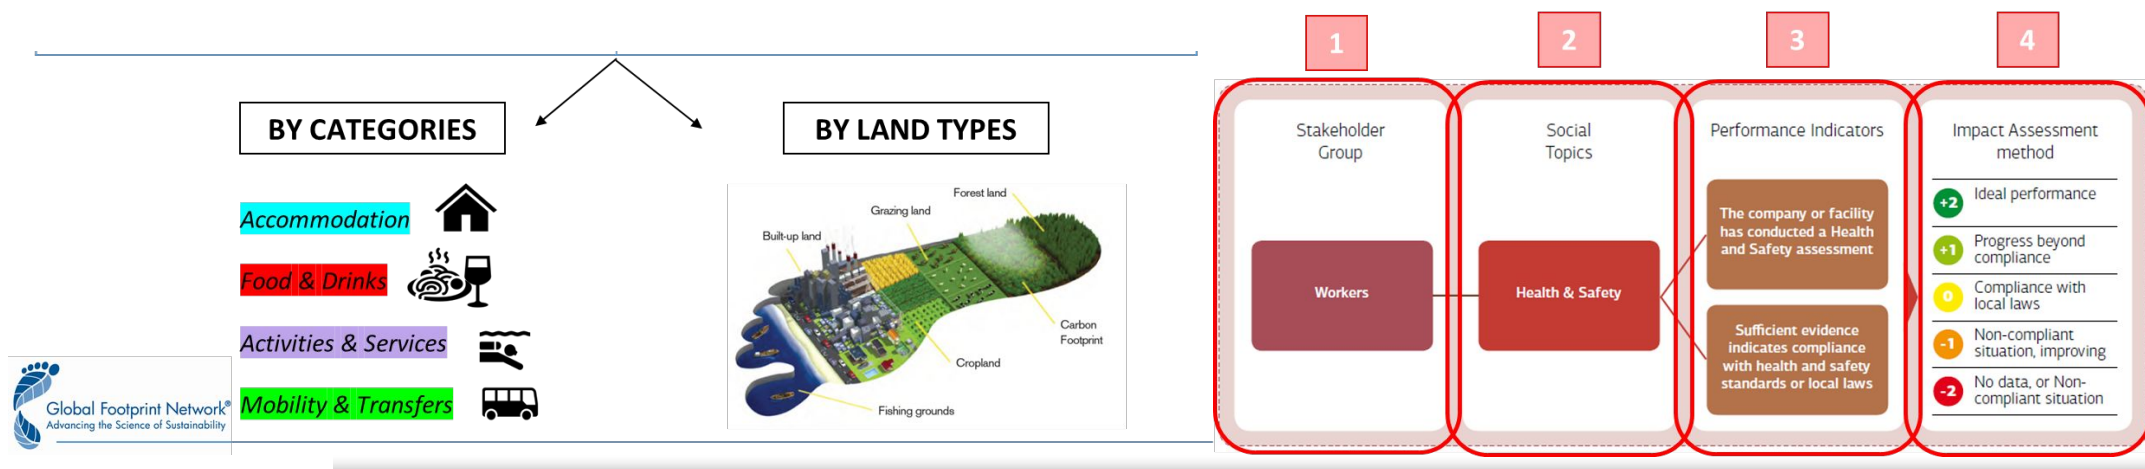 BY CATEGORIES
Accommodation
Food & Drinks
Activities & Services
Mobility & Transfers
Global Footprint Network®
Advancing the Science of Sustainability
BY LAND TYPES
Forest land
Grazing land
Built-up land
Carbon
Footprint
Cropland
Fishing grounds
1
Stakeholder
Group
Workers
2
Social
Topics
Health & Safety
3
Performance Indicators
The company or facility
has conducted a Health
and Safety assessment
Sufficient evidence
indicates compliance
with health and safety
standards or local laws
4
Impact Assessment
method
+2 Ideal performance
+1 Progress beyond
compliance
0 Compliance with
local laws
-1 Non-compliant
situation, improving
-2 No data, or Non-
compliant situation